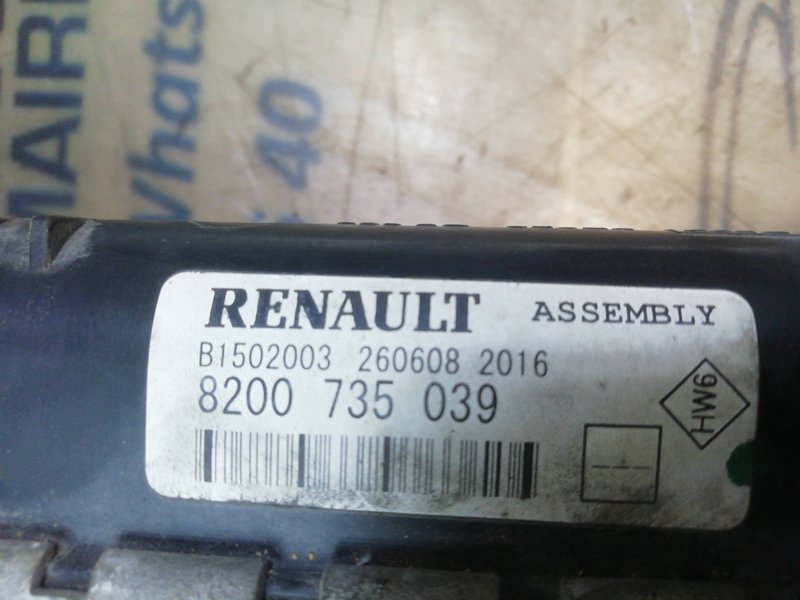 MAIR
Whats
40
RENAULT ASSEMBLY
B1502003 260608 2016
8200 735 039
HW6